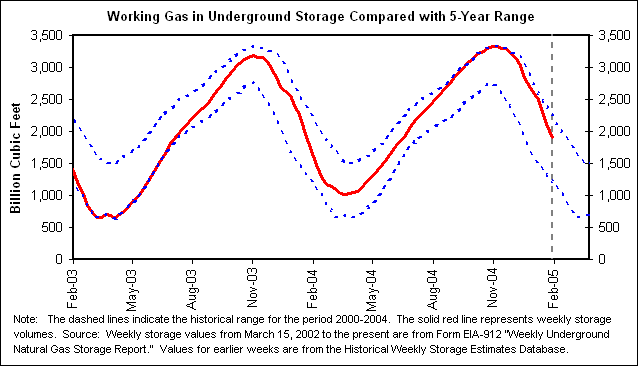 Working Gas in Underground Storage Compared with 5-Year Range
Billion Cubic Feet
3,500
3,000
2,500
2,000
1,500
1,000
500
0
3,500
3,000
2,500
2,000
1,500
1,000
500
0
Feb-03
May-03
Aug-03
Nov-03
Feb-04
May-04
Aug-04
Nov-04
Feb-05
Note: The dashed lines indicate the historical range for the period 2000-2004. The solid red line represents weekly storage
volumes. Source: Weekly storage values from March 15, 2002 to the present are from Form EIA-912 "Weekly Underground
Natural Gas Storage Report." Values for earlier weeks are from the Historical Weekly Storage Estimates Database.